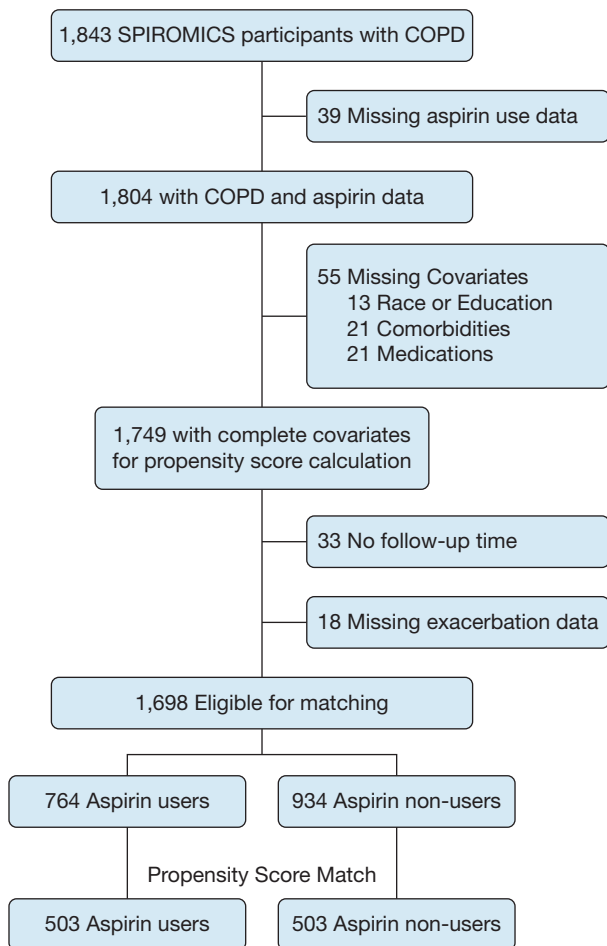 1,843 SPIROMICS participants with COPD
39 Missing aspirin use data
1,804 with COPD and aspirin data
55 Missing Covariates
13 Race or Education
21 Comorbidities
21 Medications
1,749 with complete covariates
for propensity score calculation
33 No follow-up time
18 Missing exacerbation data
1,698 Eligible for matching
764 Aspirin users
934 Aspirin non-users
Propensity Score Match
503 Aspirin users
503 Aspirin non-users